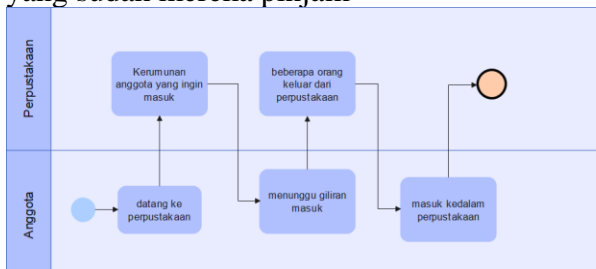 yang sudah mereka pinjam
Perpustakaan
Kerumunan
anggota yang ingin
masuk
beberapa orang
keluar dari
perpustakaan
Anggota
datang ke
perpustakaan
menunggu giliran
masuk
masuk kedalam
perpustakaan